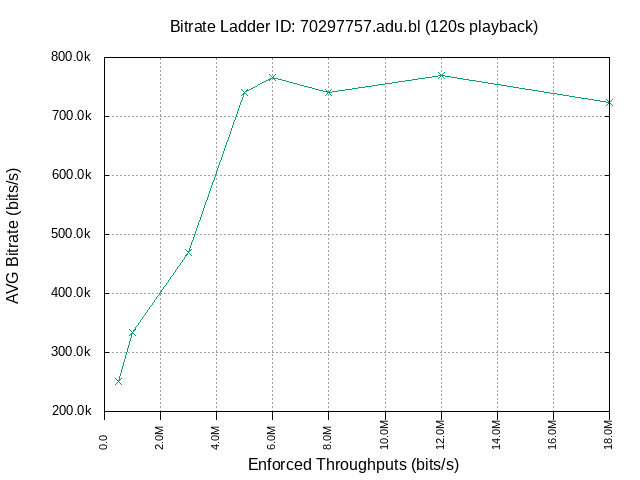 Bitrate Ladder ID: 70297757.adu.bl (120s playback)
800.0k
700.0k
600.0k
500.0k
400.0k
300.0k
200.0k
AVG Bitrate (bits/s)
0.0 2.0M 4.0M 6.0M 8.0M 10.0M 12.0M 14.0M 16.0M 18.0M
Enforced Throughputs (bits/s)